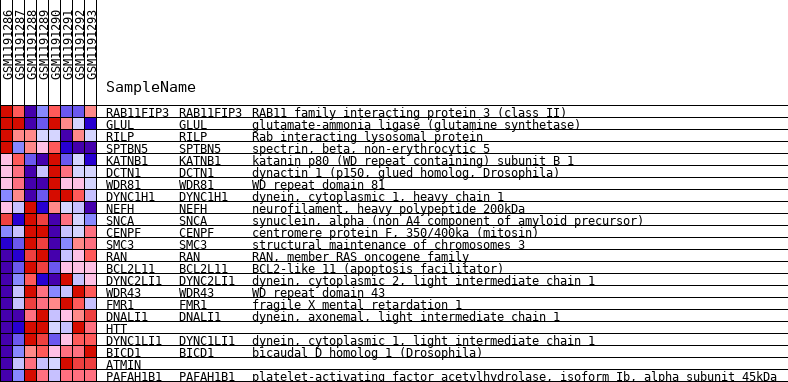 GSM1191286 GSM1191287 GSM1191288 GSM1191289 GSM1191290 GSM1191291 GSM1191292 GSM1191293
SampleName
RAB11FIP3 RAB11FIP3 RAB11 family interacting protein 3 (class II)
GLUL GLUL glutamate-ammonia ligase (glutamine synthetase)
RILP RILP Rab interacting lysosomal protein
SPTBN5 SPTBN5 spectrin, beta, non-erythrocytic 5
KATNB1 KATNB1 katanin p80 (WD repeat containing) subunit B 1
DCTN1 DCTN1 dynactin 1 (p150, glued homolog, Drosophila)
WDR81 WDR81 WD repeat domain 81
DYNC1H1 DYNC1H1 dynein, cytoplasmic 1, heavy chain 1
NEFH NEFH neurofilament, heavy polypeptide 200kDa
SNCA SNCA synuclein, alpha (non A4 component of amyloid precursor)
CENPF CENPF centromere protein F, 350/400ka (mitosin)
SMC3 SMC3 structural maintenance of chromosomes 3
RAN RAN RAN, member RAS oncogene family
BCL2L11 BCL2L11 BCL2-like 11 (apoptosis facilitator)
DYNC2LI1 DYNC2LI1 dynein, cytoplasmic 2, light intermediate chain 1
WDR43 WDR43 WD repeat domain 43
FMR1 FMR1 fragile X mental retardation 1
DNALI1 DNALI1 dynein, axonemal, light intermediate chain 1
HTT
DYNC1LI1 DYNC1LI1 dynein, cytoplasmic 1, light intermediate chain 1
BICD1 BICD1 bicaudal D homolog 1 (Drosophila)
ATMIN
PAFAH1B1 PAFAH1B1 platelet-activating factor acetylhydrolase, isoform Ib, alpha subunit 45kDa